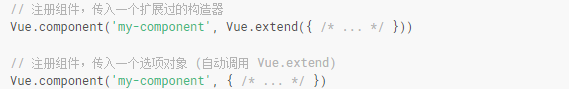 // 注册组件，传入一个扩展过的构造器
Vue.component('my-component', Vue.extend({ /* ... */ }))
// 注册组件，传入一个选项对象 (自动调用 Vue.extend)
Vue.component('my-component', { /* ... */ })